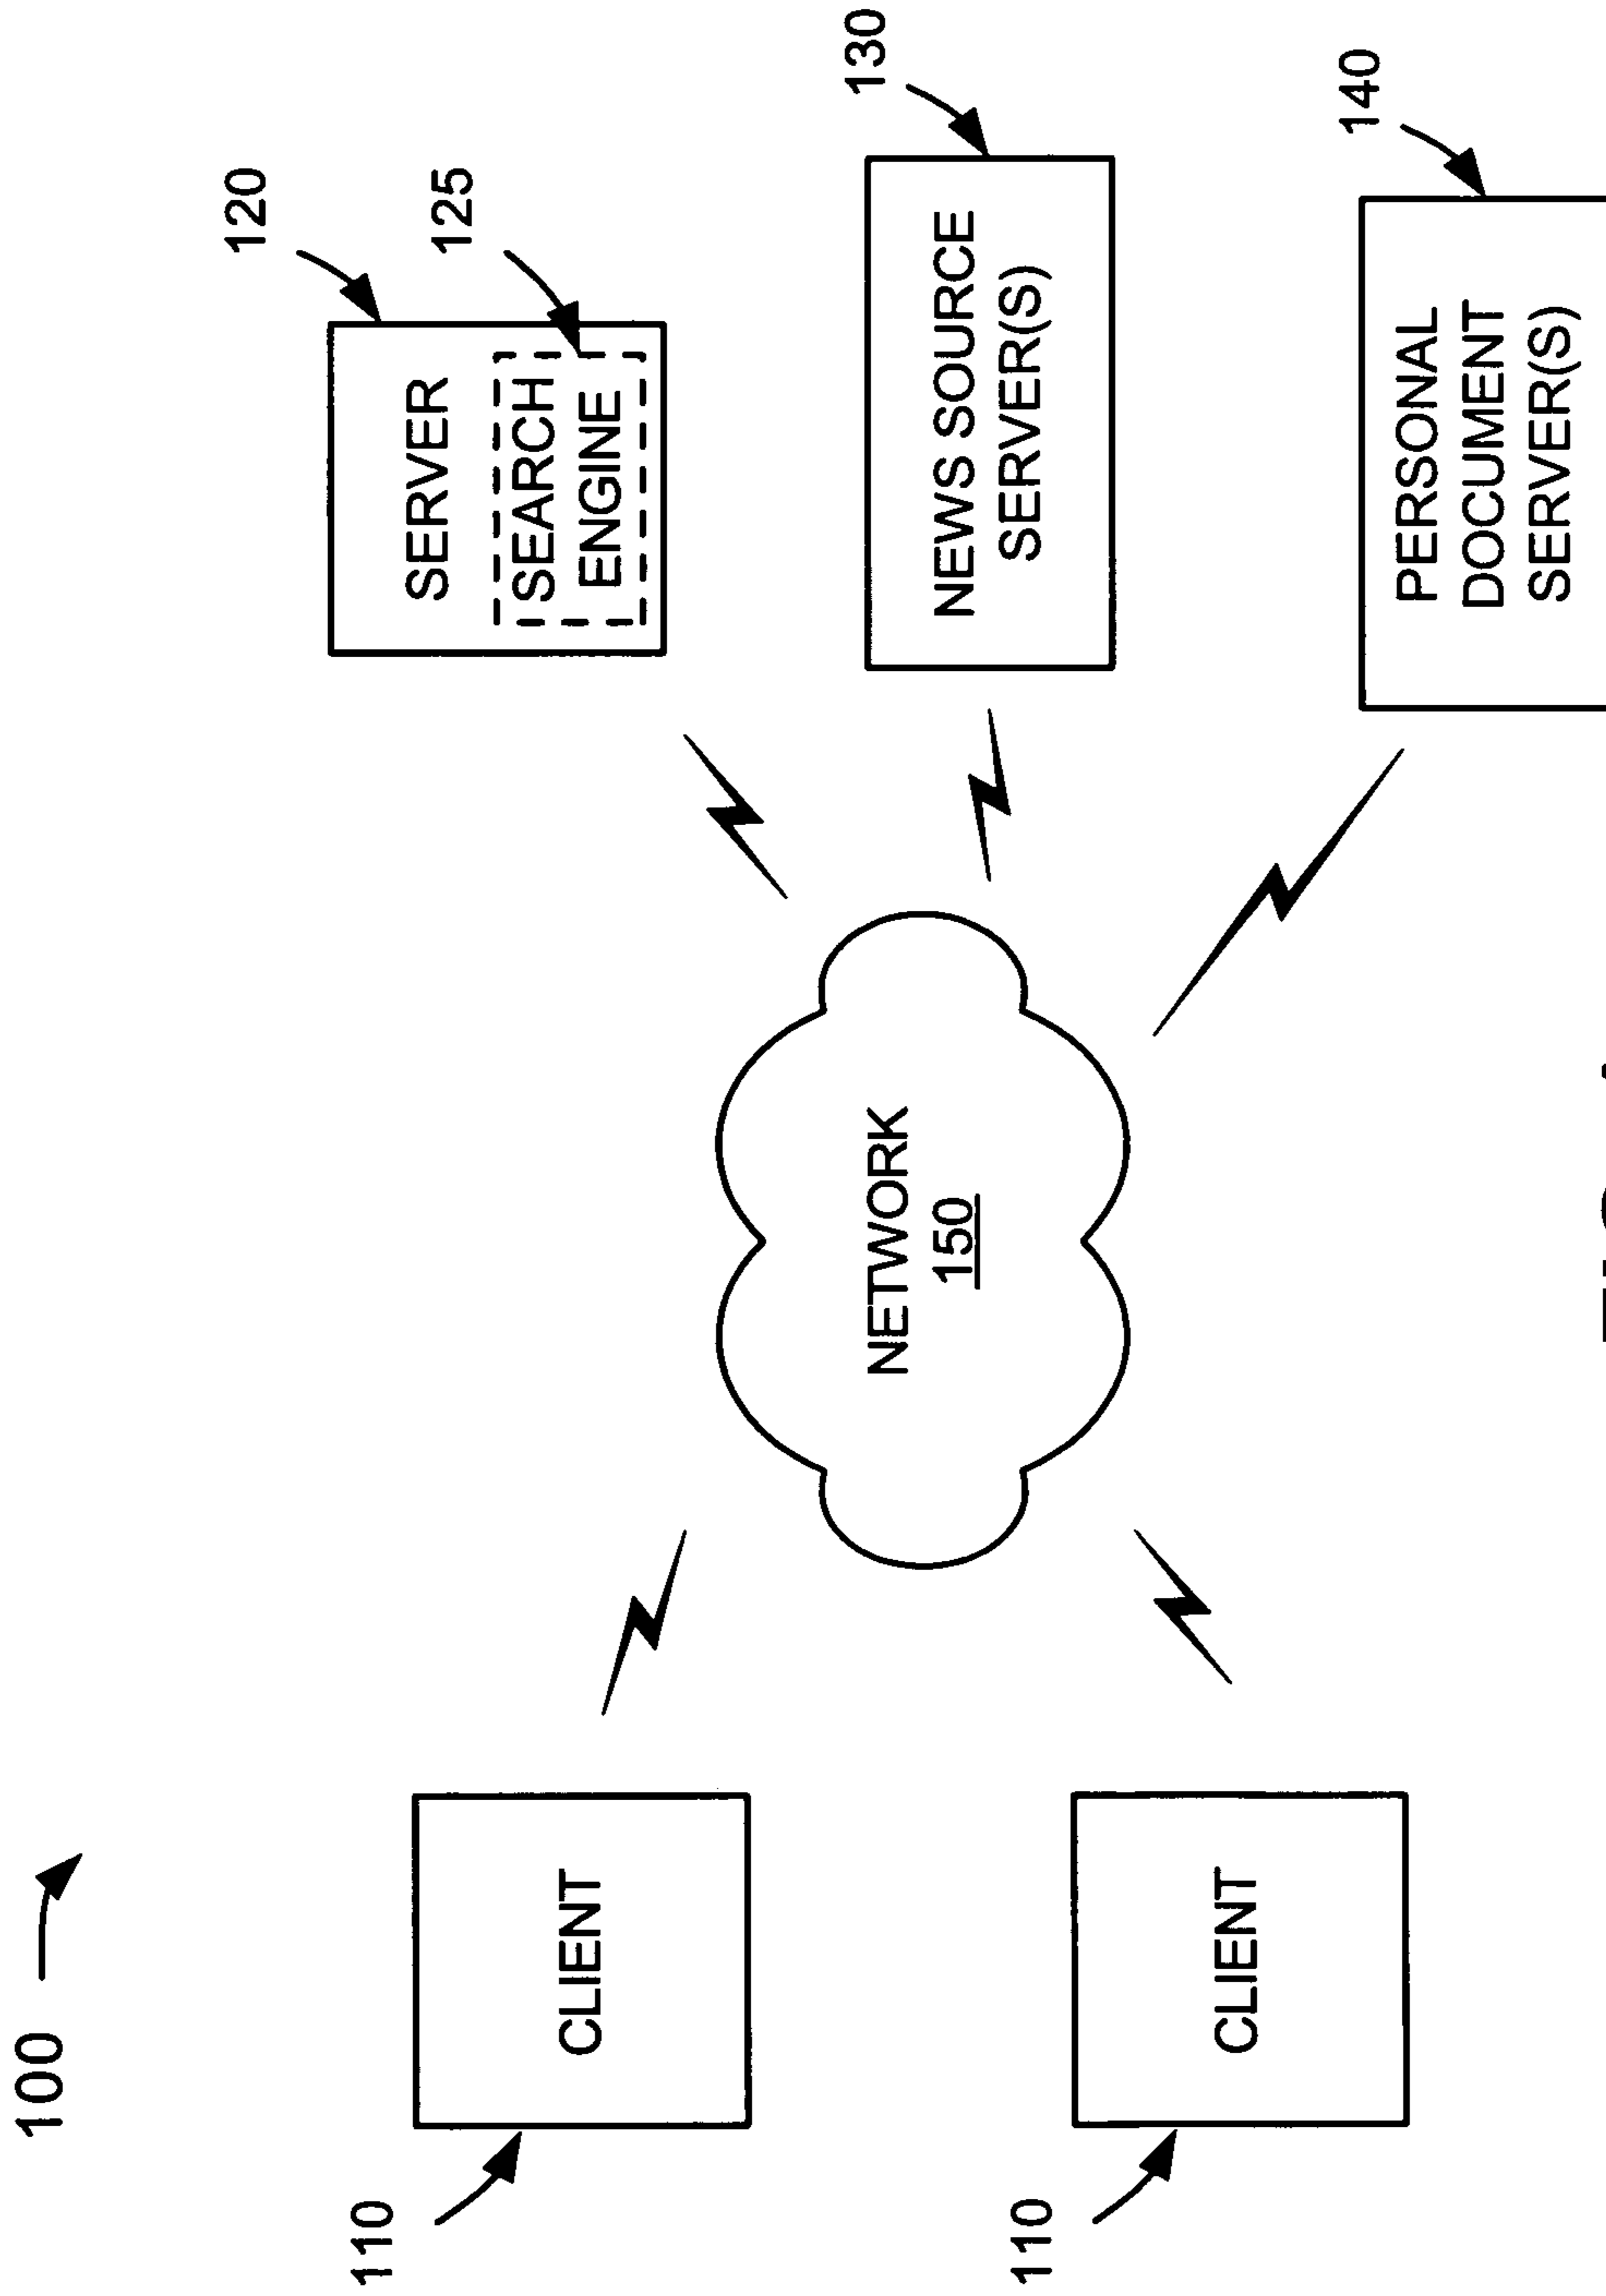 100
110
CLIENT
110
CLIENT
NETWORK
150
120
SERVER
125
SEARCH
ENGINE
130
NEWS SOURCE
SERVER(S)
140
PERSONAL
DOCUMENT
SERVER(S)